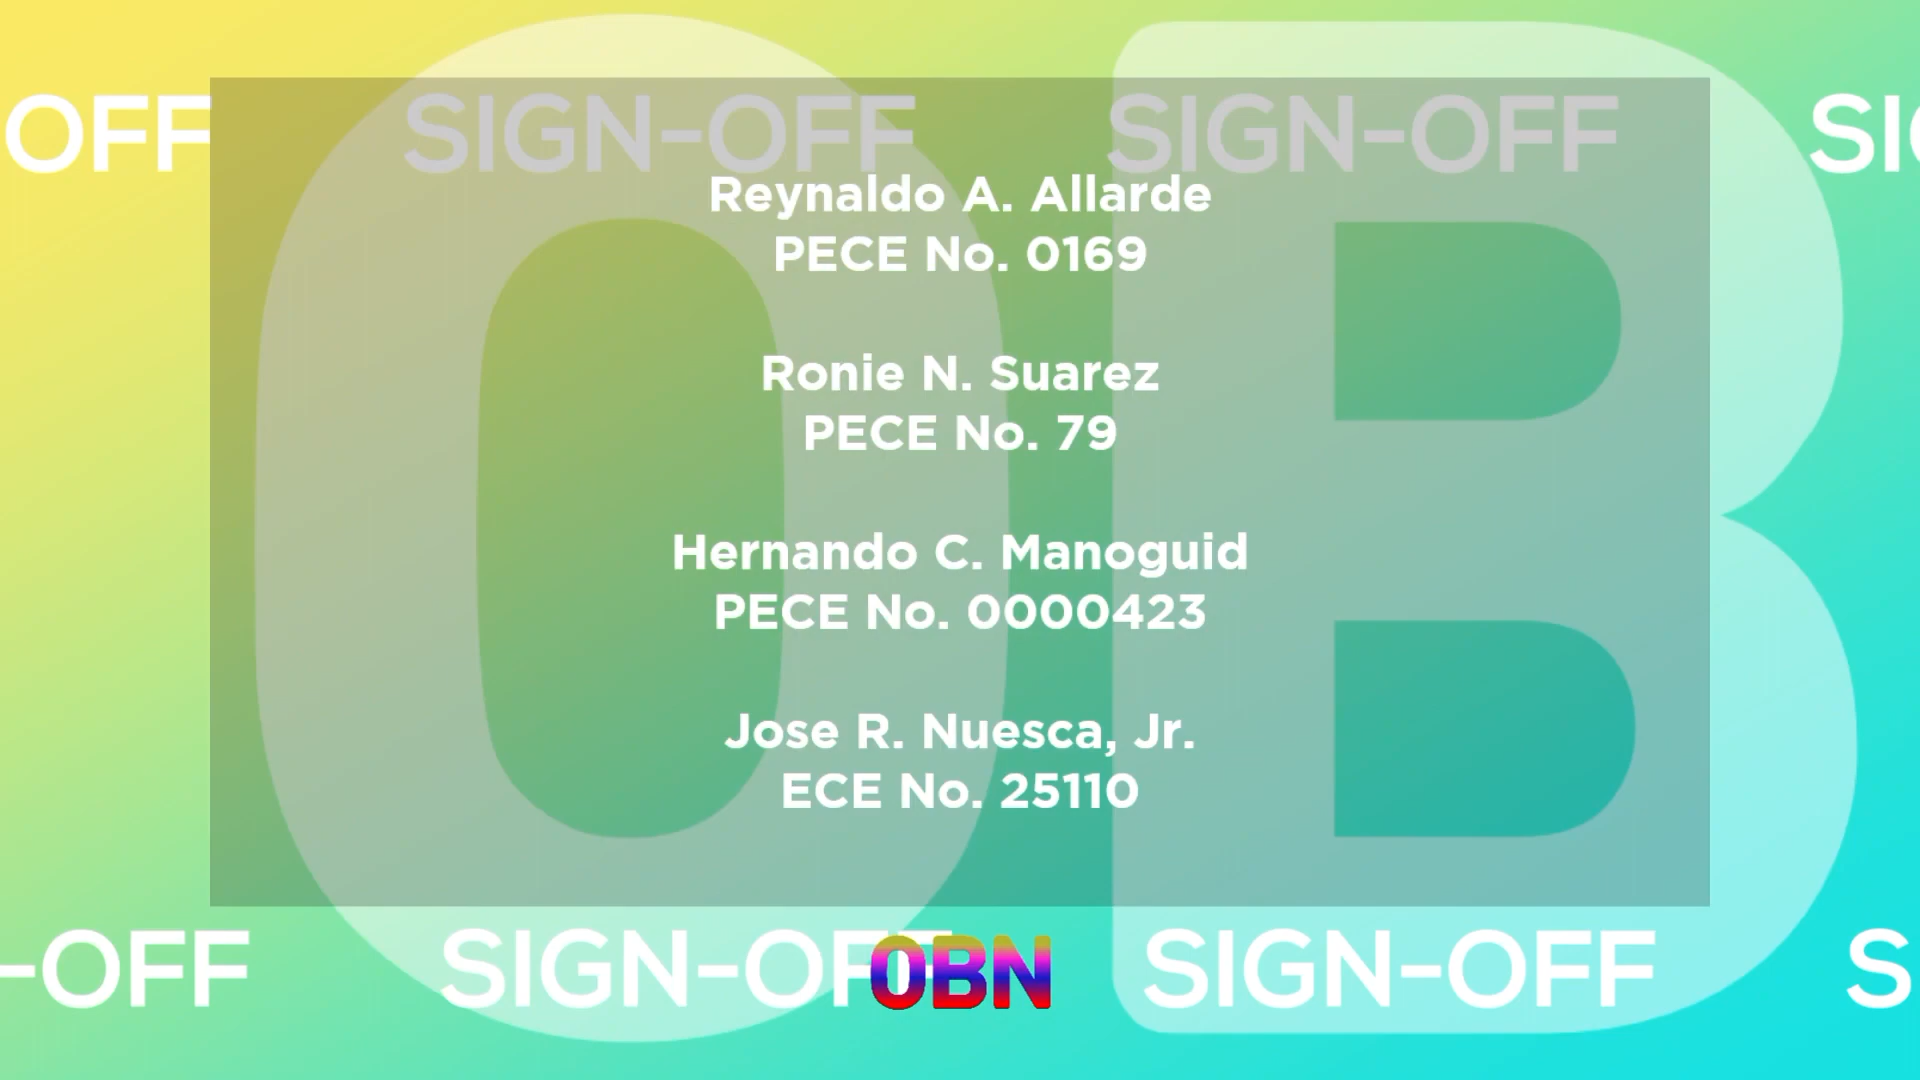 OFF SIGN-OFF SIGN-OFF SI
Reynaldo A. Allarde
PECE No. 0169
Ronie N. Suarez
PECE No. 79
Hernando C. Manoguid
PECE No. 0000423
Jose R. Nuesca, Jr.
ECE No. 25110
-OFF SIGN-OFF OBN SIGN-OFF S
OB